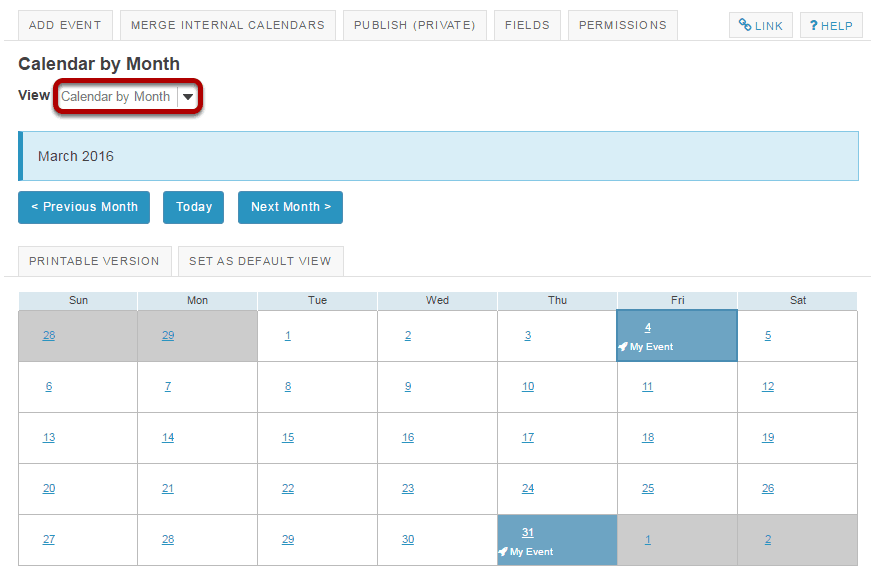 ADD EVENT MERGE INTERNAL CALENDARS PUBLISH (PRIVATE) FIELDS PERMISSIONS LINK ? HELP
Calendar by Month
View Calendar by Month
March 2016
< Previous Month Today Next Month >
PRINTABLE VERSION SET AS DEFAULT VIEW
Sun Mon Tue Wed Thu Fri Sat
28 29 1 2 3 4 5
My Event
6 7 8 9 10 11 12
13 14 15 16 17 18 19
20 21 22 23 24 25 26
27 28 29 30 31 1 2
My Event